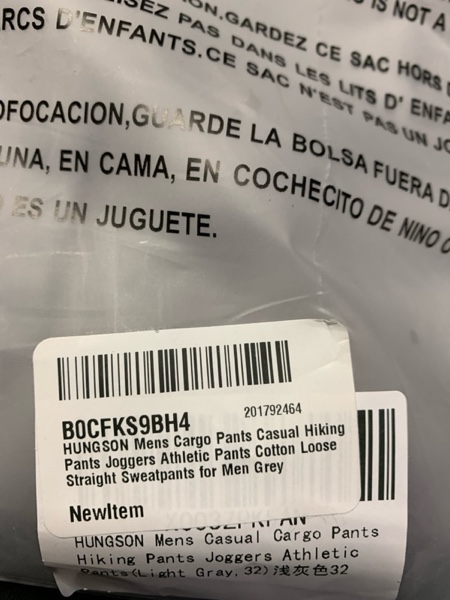 ON.GARDEZ CE SAC HORS
IS NOT A
PAS DANS LES LITS D' ENFA
D'ENFANTS.CE SAC N'EST PAS UN JO
OFOCACION,GUARDE LA BOLSA FUERA D
UNA, EN CAMA, EN COCHECITO DE NINO O
ES UN JUGUETE.
B0CFKS9BH4
201792464
HUNGSON Mens Cargo Pants Casual Hiking
Pants Joggers Athletic Pants Cotton Loose
Straight Sweatpants for Men Grey
NewItem
HUNGSON Mens Casual Cargo Pants
Hiking Pants Joggers Athletic
Pants(Light Gray, 32) 浅灰色32